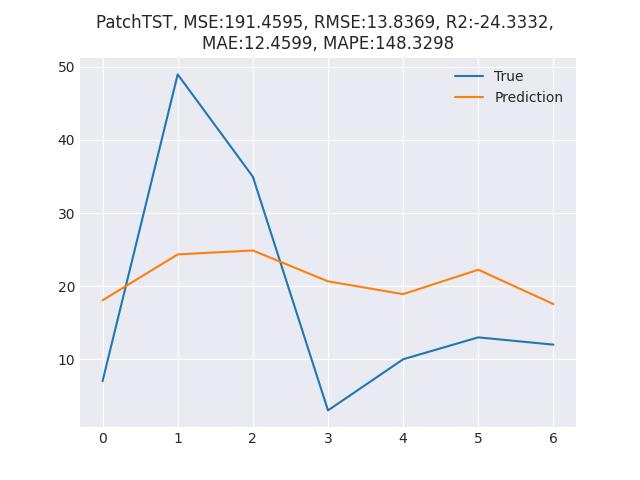 PatchTST, MSE:191.4595, RMSE:13.8369, R2:-24.3332,
MAE:12.4599, MAPE:148.3298
True
Prediction
50
40
30
20
10
0 1 2 3 4 5 6